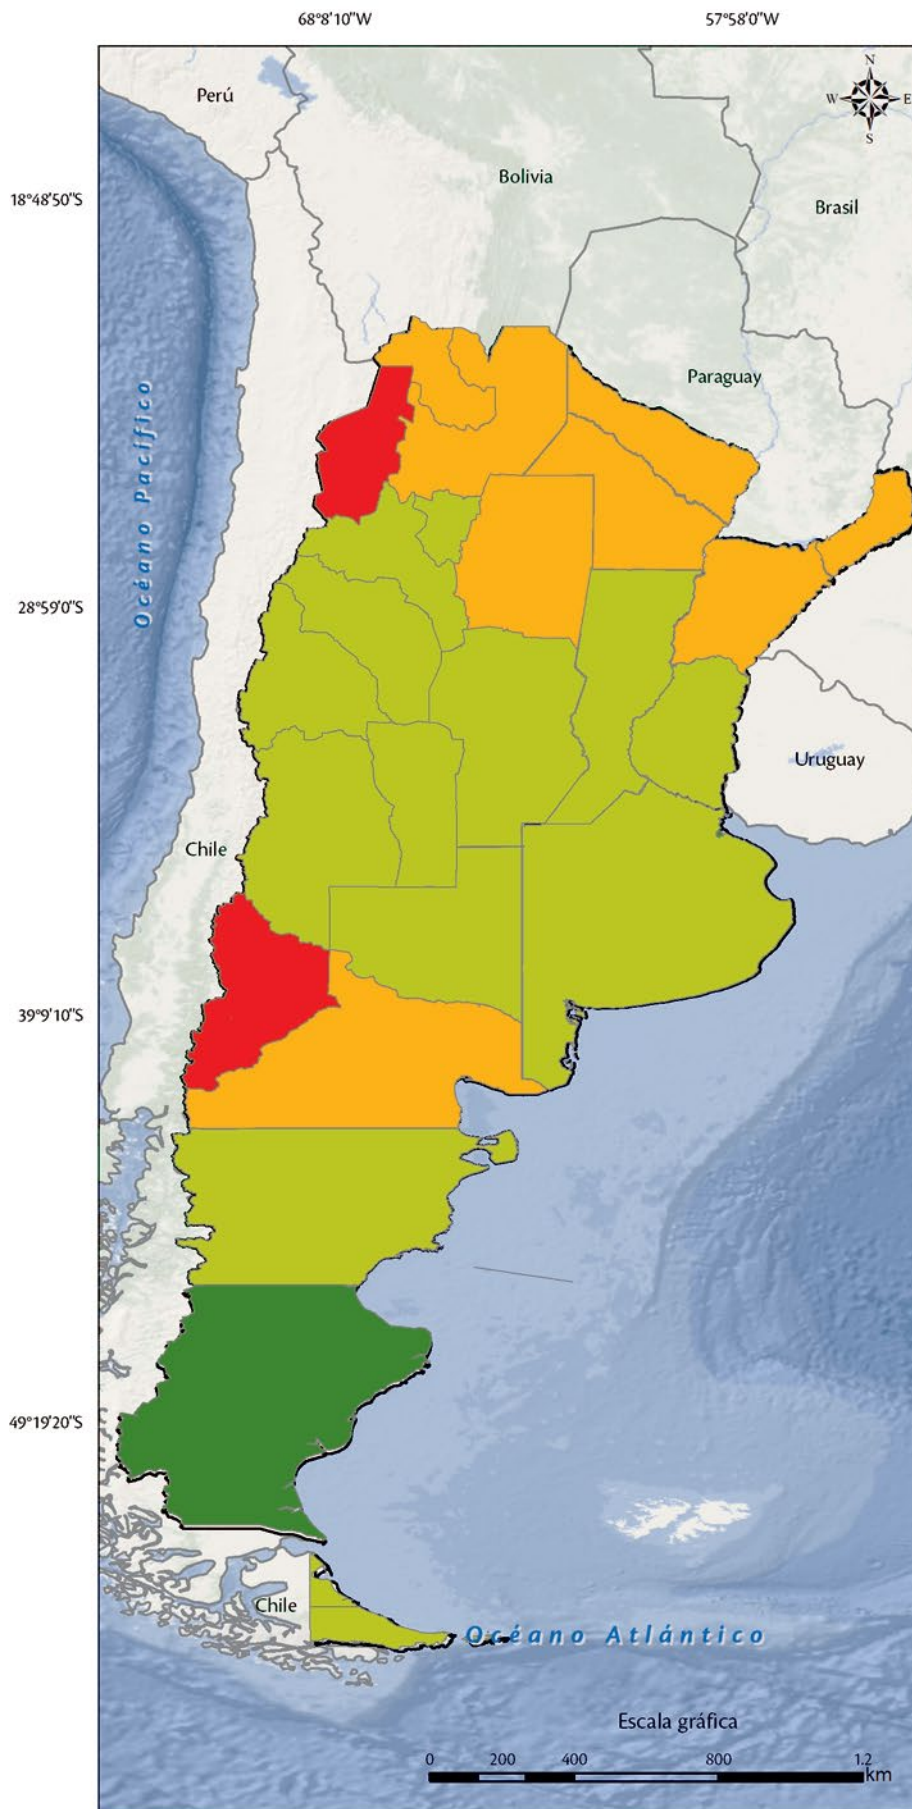 68°8'10"W
57°58'0"W
N
W
E
S
Perú
Bolivia
Brasil
18°48'50"S
Paraguay
Océano Pacífico
28°59'0"S
Uruguay
Chile
39°9'10"S
49°19'20"S
Chile
Océano Atlántico
Escala gráfica
0 200 400 800 1.2
km